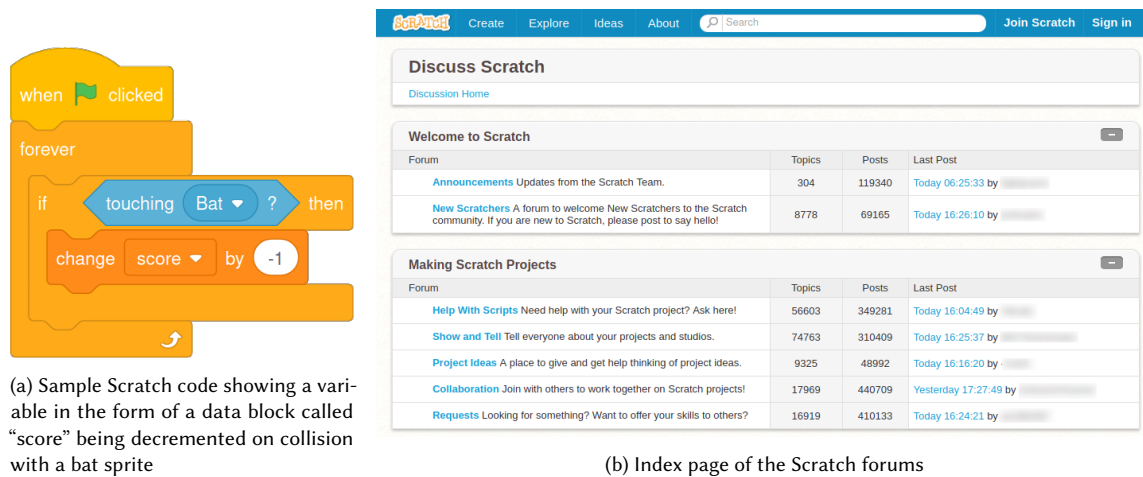 when clicked
forever
if touching Bat ? then
change score by -1
(a) Sample Scratch code showing a vari-
able in the form of a data block called
“score” being decremented on collision
with a bat sprite
SCRATCH Create Explore Ideas About Search Join Scratch Sign in
Discuss Scratch
Discussion Home
Welcome to Scratch
Forum Topics Posts Last Post
Announcements Updates from the Scratch Team. 304 119340 Today 06:25:33 by
New Scratchers A forum to welcome New Scratchers to the Scratch
community. If you are new to Scratch, please post to say hello! 8778 69165 Today 16:26:10 by
Making Scratch Projects
Forum Topics Posts Last Post
Help With Scripts Need help with your Scratch project? Ask here! 56603 349281 Today 16:04:49 by
Show and Tell Tell everyone about your projects and studios. 74763 310409 Today 16:25:37 by
Project Ideas A place to give and get help thinking of project ideas. 9325 48992 Today 16:16:20 by
Collaboration Join with others to work together on Scratch projects! 17969 440709 Yesterday 17:27:49 by
Requests Looking for something? Want to offer your skills to others? 16919 410133 Today 16:24:21 by
(b) Index page of the Scratch forums